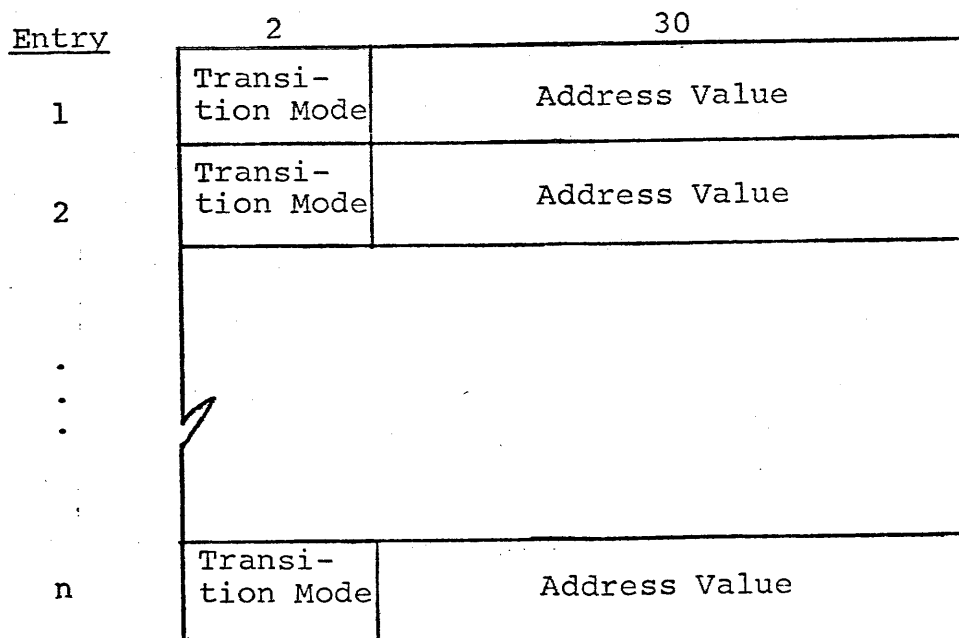 Entry 2 30
1 Transi-
tion Mode Address Value
2 Transi-
tion Mode Address Value
n Transi-
tion Mode Address Value